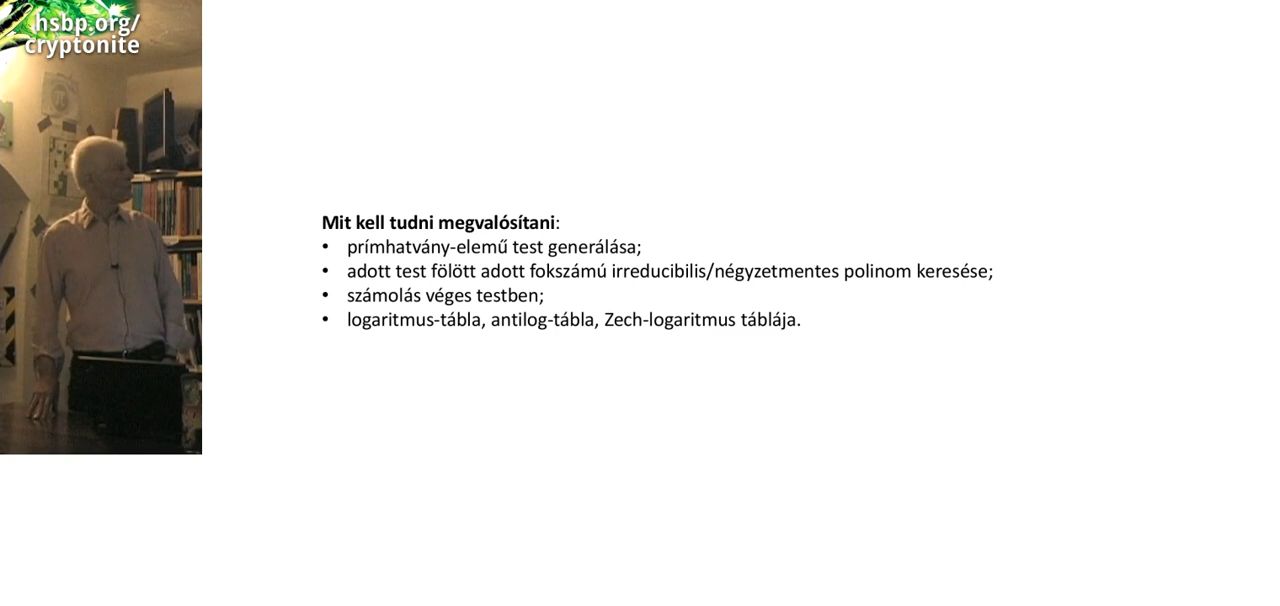 hsbp.org/
cryptonite
Mit kell tudni megvalósítani:
• prímhatvány-elemű test generálása;
• adott test fölött adott fokszámú irreducibilis/négyzetmentes polinom keresése;
• számolás véges testben;
• logaritmus-tábla, antilog-tábla, Zech-logaritmus táblája.